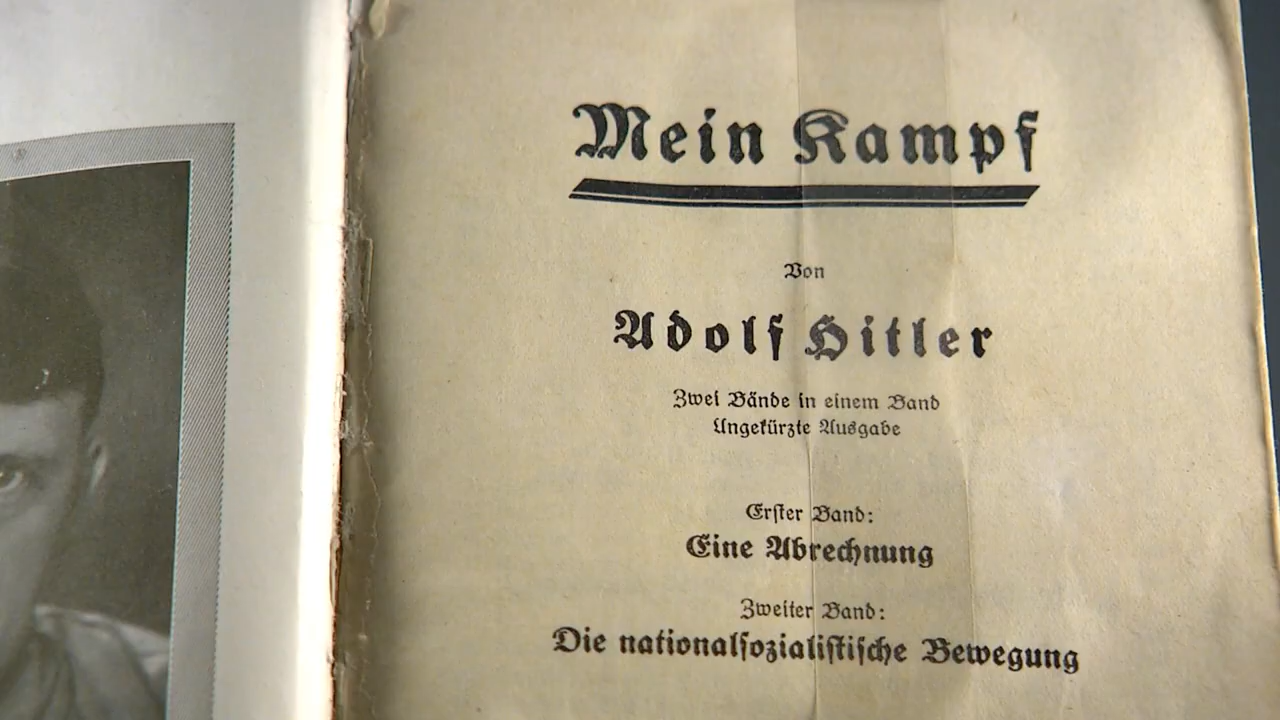 Mein Kampf
Von
Adolf Hitler
Zwei Bände in einem Band
Ungekürzte Ausgabe
Erster Band:
Eine Abrechnung
Zweiter Band:
Die nationalsozialistische Bewegung